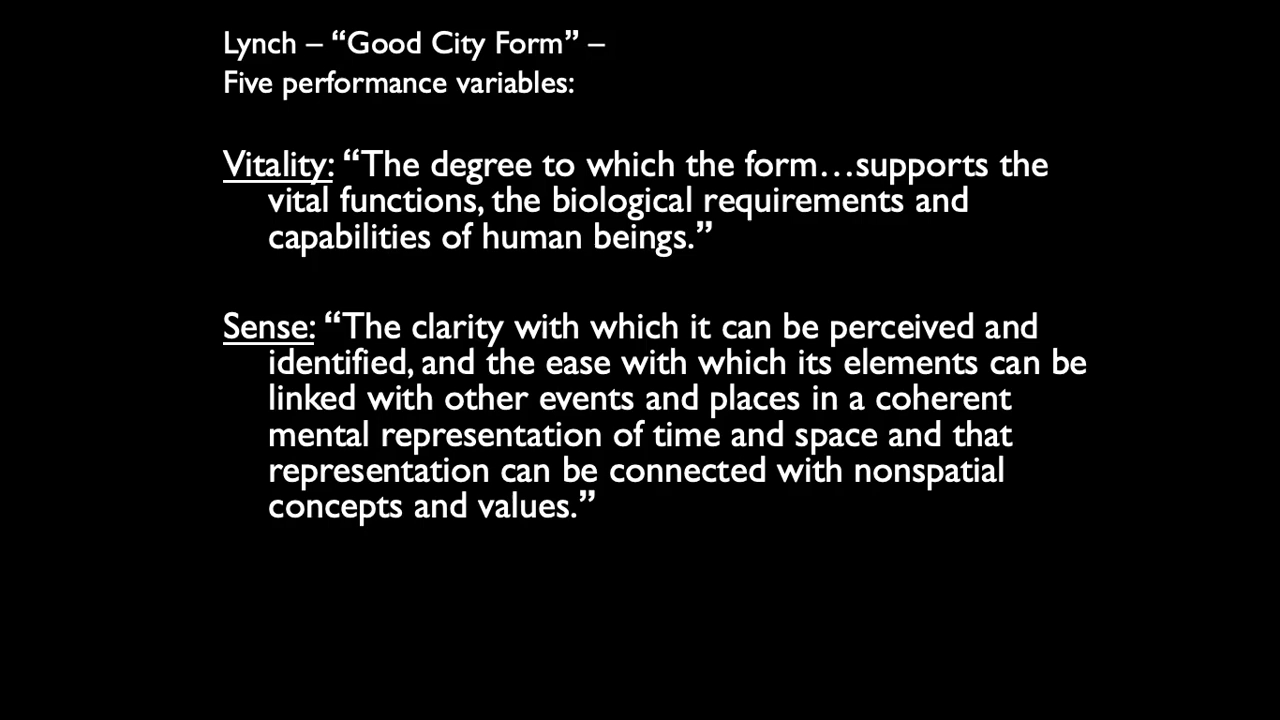 Lynch – “Good City Form” –
Five performance variables:
Vitality: “The degree to which the form…supports the
vital functions, the biological requirements and
capabilities of human beings.”
Sense: “The clarity with which it can be perceived and
identified, and the ease with which its elements can be
linked with other events and places in a coherent
mental representation of time and space and that
representation can be connected with nonspatial
concepts and values.”